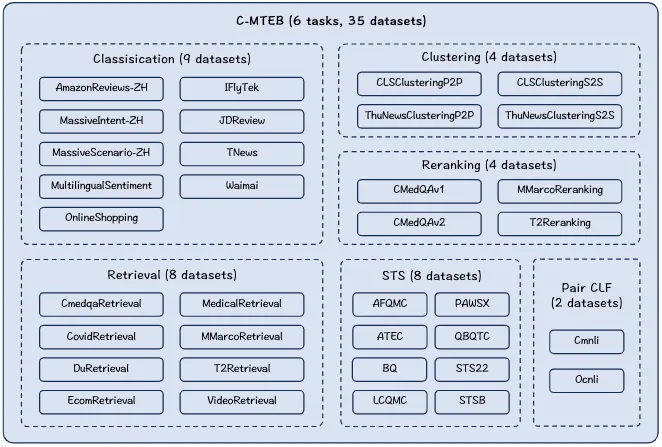 C-MTEB (6 tasks, 35 datasets)
Classisication (9 datasets)
AmazonReviews-ZH
IFlyTek
MassiveIntent-ZH
JDReview
MassiveScenario-ZH
TNews
MultilingualSentiment
Waimai
OnlineShopping
Clustering (4 datasets)
CLSClusteringP2P
CLSClusteringS2S
ThuNewsClusteringP2P
ThuNewsClusteringS2S
Reranking (4 datasets)
CMedQAv1
MMarcoReranking
CMedQAv2
T2Reranking
Retrieval (8 datasets)
CmedqaRetrieval
MedicalRetrieval
CovidRetrieval
MMarcoRetrieval
DuRetrieval
T2Retrieval
EcomRetrieval
VideoRetrieval
STS (8 datasets)
AFQMC
PAWSX
ATEC
QBQTC
BQ
STS22
LCQMC
STSB
Pair CLF
(2 datasets)
Cmnli
Ocnli